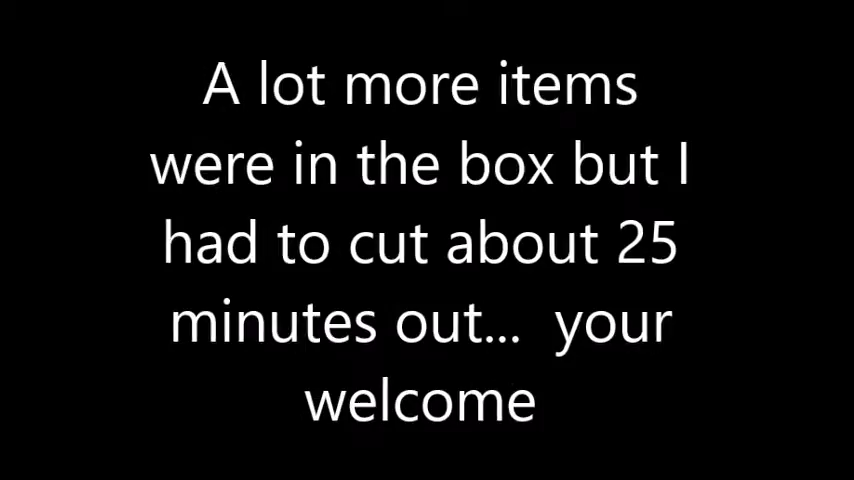 A lot more items
were in the box but I
had to cut about 25
minutes out...  your
welcome